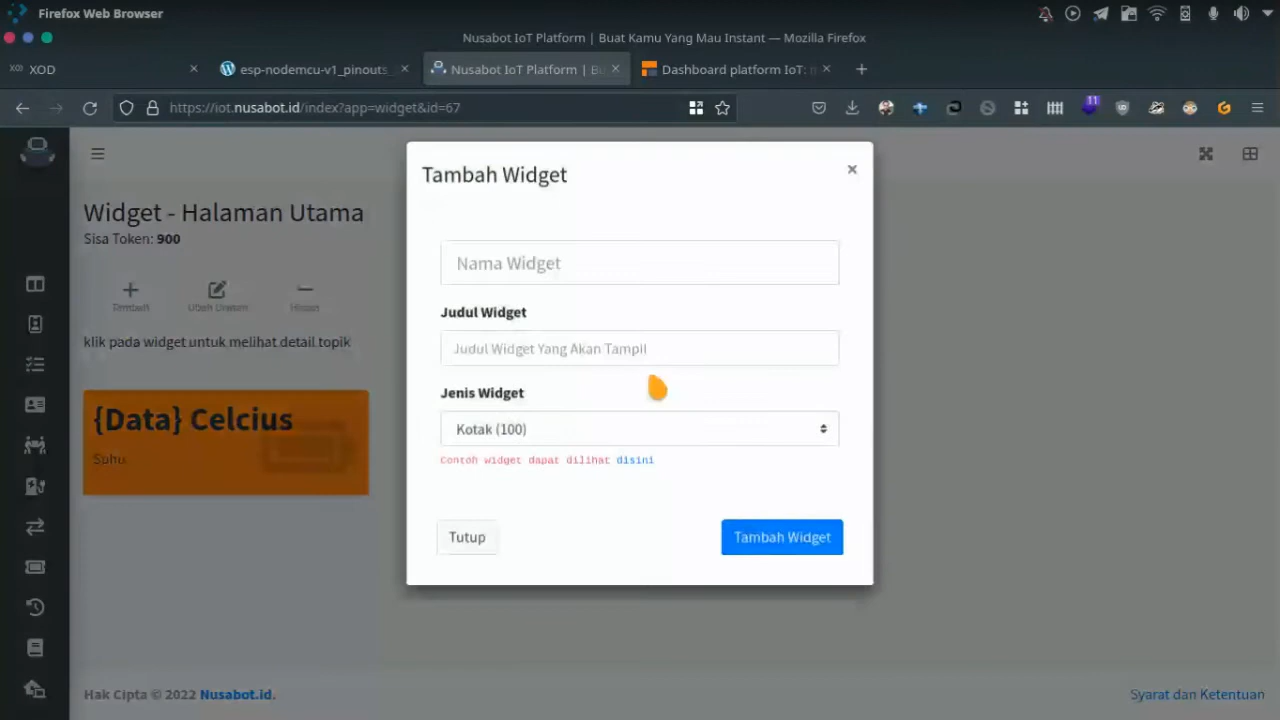 Firefox Web Browser
Nusabot IoT Platform | Buat Kamu Yang Mau Instant — Mozilla Firefox
XOD XOD × esp-nodemcu-v1_pinouts_ × Nusabot IoT Platform | Bu × Dashboard platform IoT: × +
https://iot.nusabot.id/index?app=widget&id=67
11
Tambah Widget ×
Widget - Halaman Utama
Sisa Token: 900
Nama Widget
Tambah Ubah Urutan Hapus
Judul Widget
klik pada widget untuk melihat detail topik
Judul Widget Yang Akan Tampil
Jenis Widget
{Data} Celcius
Kotak (100)
Suhu
Contoh widget dapat dilihat disini
Tutup Tambah Widget
Hak Cipta © 2022 Nusabot.id. Syarat dan Ketentuan